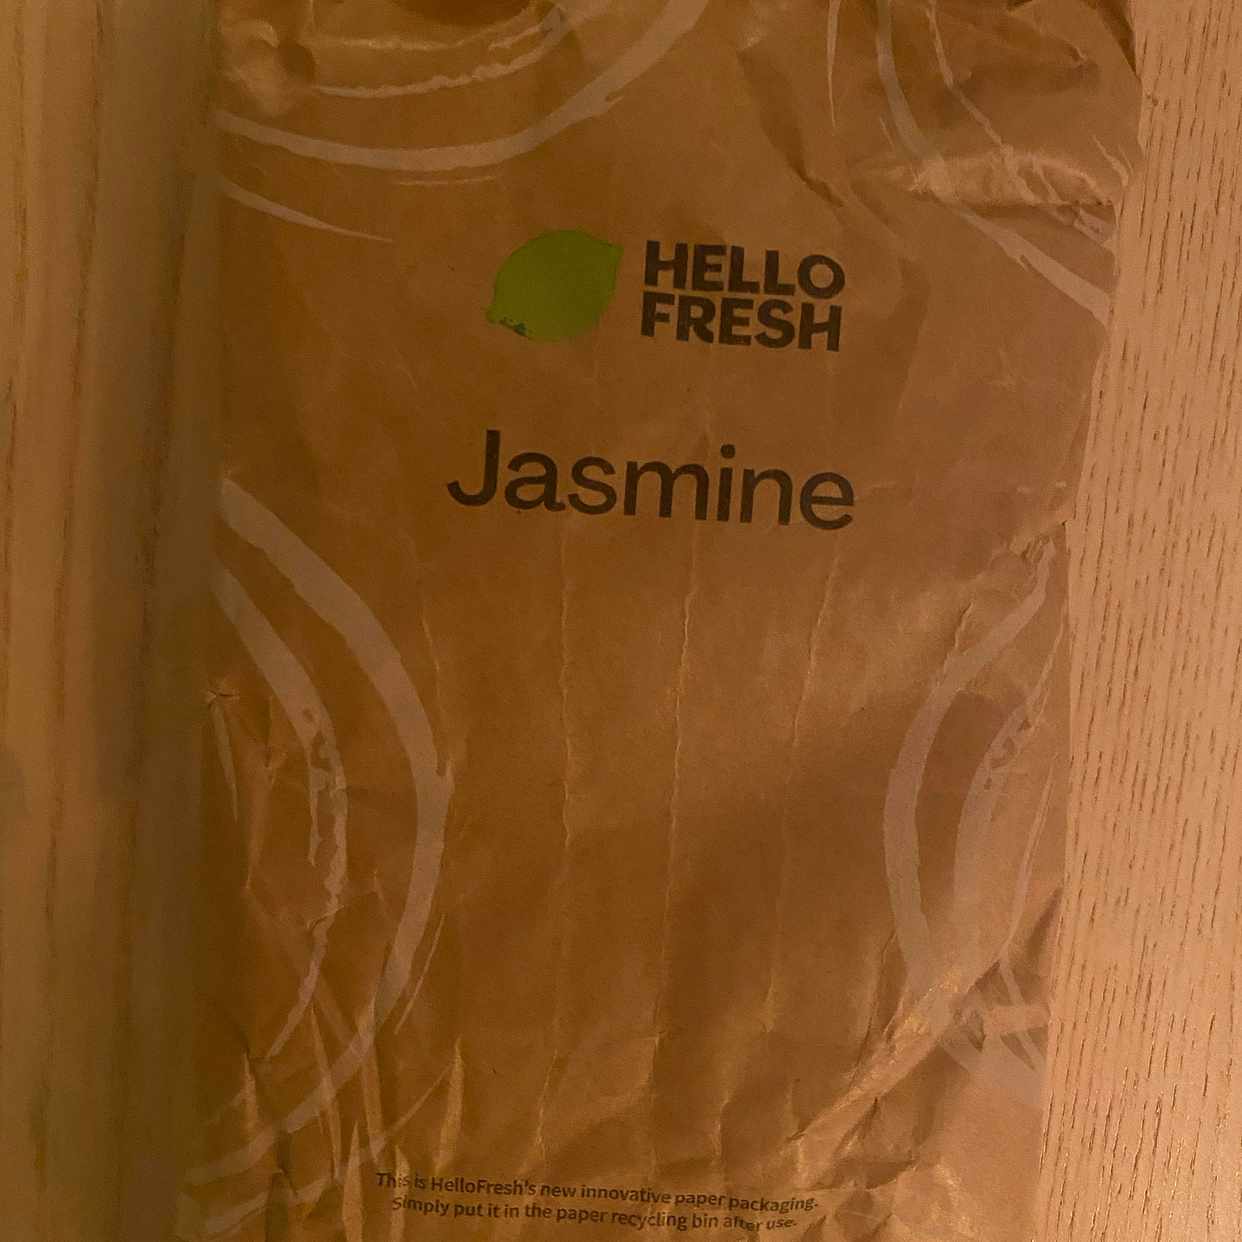 HELLO
FRESH
Jasmine
This is HelloFresh's new innovative paper packaging.
Simply put it in the paper recycling bin after use.